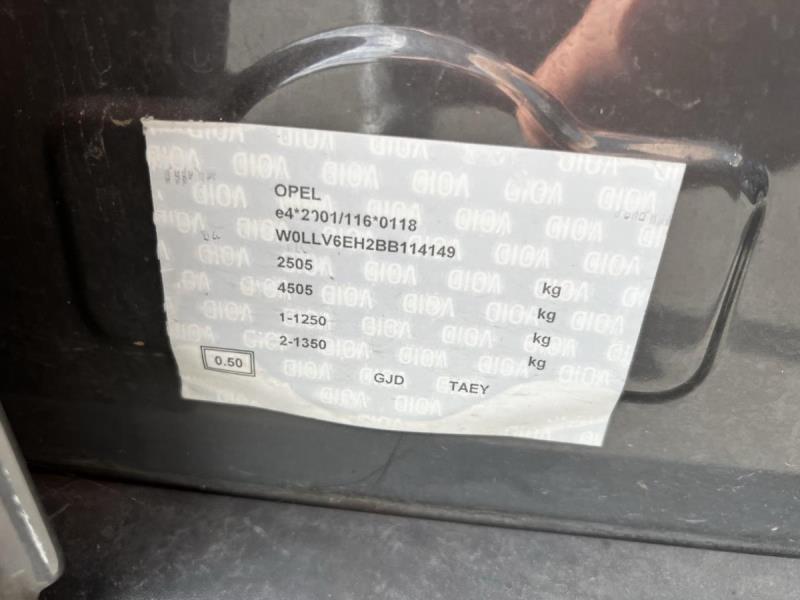 OPEL
e4*2001/116*0118
W0LLV6EH2BB114149
2505 kg
4505 kg
1-1250 kg
2-1350 kg
0.50
GJD TAEY
VOID